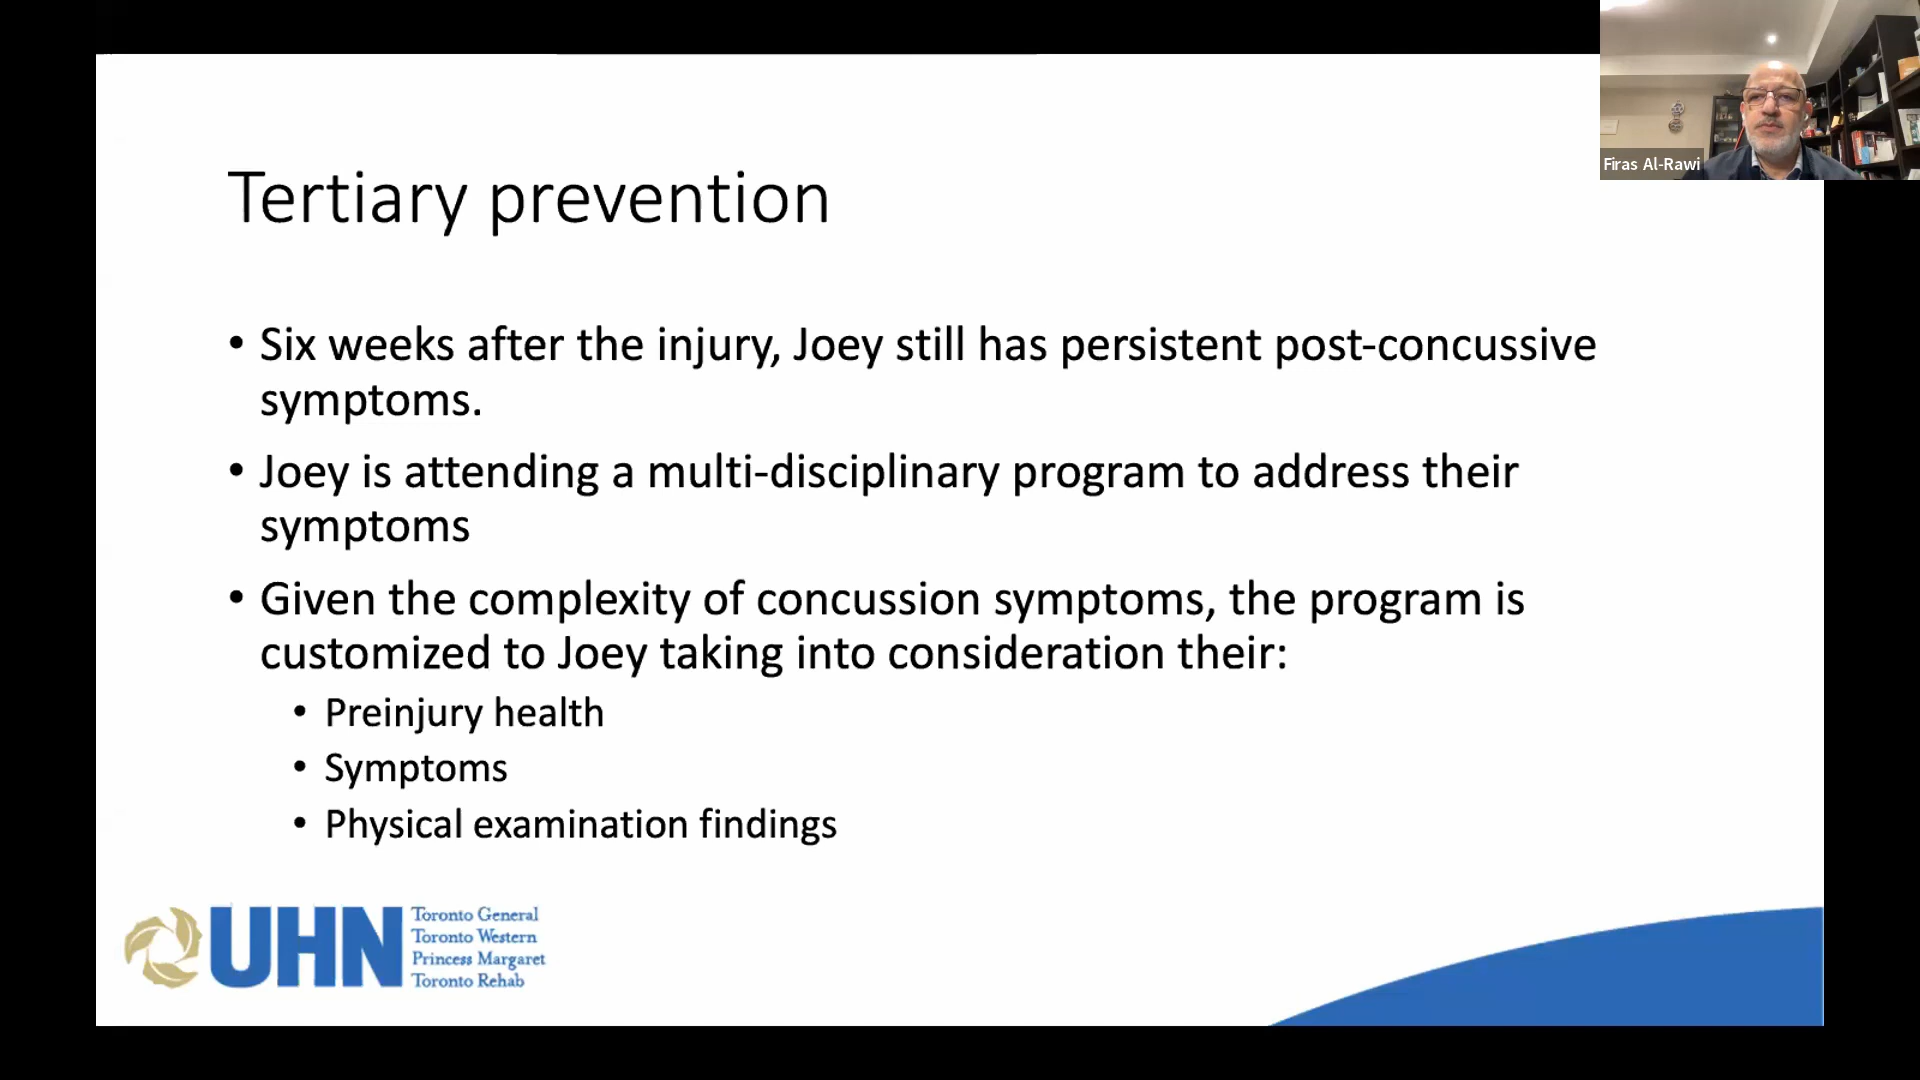 Firas Al-Rawi
Tertiary prevention
• Six weeks after the injury, Joey still has persistent post-concussive
symptoms.
• Joey is attending a multi-disciplinary program to address their
symptoms
• Given the complexity of concussion symptoms, the program is
customized to Joey taking into consideration their:
• Preinjury health
• Symptoms
• Physical examination findings
UHN
Toronto General
Toronto Western
Princess Margaret
Toronto Rehab